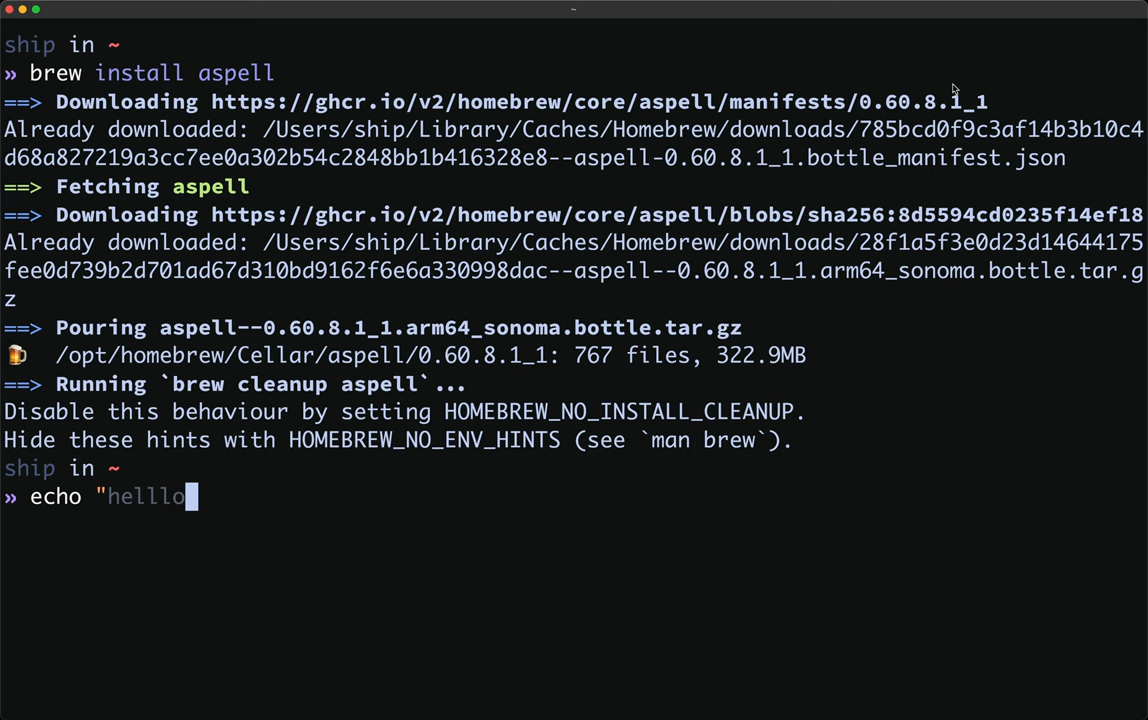 ~
ship in ~
» brew install aspell
==> Downloading https://ghcr.io/v2/homebrew/core/aspell/manifests/0.60.8.1_1
Already downloaded: /Users/ship/Library/Caches/Homebrew/downloads/785bcd0f9c3af14b3b10c4
d68a827219a3cc7ee0a302b54c2848bb1b416328e8--aspell-0.60.8.1_1.bottle_manifest.json
==> Fetching aspell
==> Downloading https://ghcr.io/v2/homebrew/core/aspell/blobs/sha256:8d5594cd0235f14ef18
Already downloaded: /Users/ship/Library/Caches/Homebrew/downloads/28f1a5f3e0d23d14644175
fee0d739b2d701ad67d310bd9162f6e6a330998dac--aspell--0.60.8.1_1.arm64_sonoma.bottle.tar.g
z
==> Pouring aspell--0.60.8.1_1.arm64_sonoma.bottle.tar.gz
🍺 /opt/homebrew/Cellar/aspell/0.60.8.1_1: 767 files, 322.9MB
==> Running `brew cleanup aspell`...
Disable this behaviour by setting HOMEBREW_NO_INSTALL_CLEANUP.
Hide these hints with HOMEBREW_NO_ENV_HINTS (see `man brew`).
ship in ~
» echo "helllo